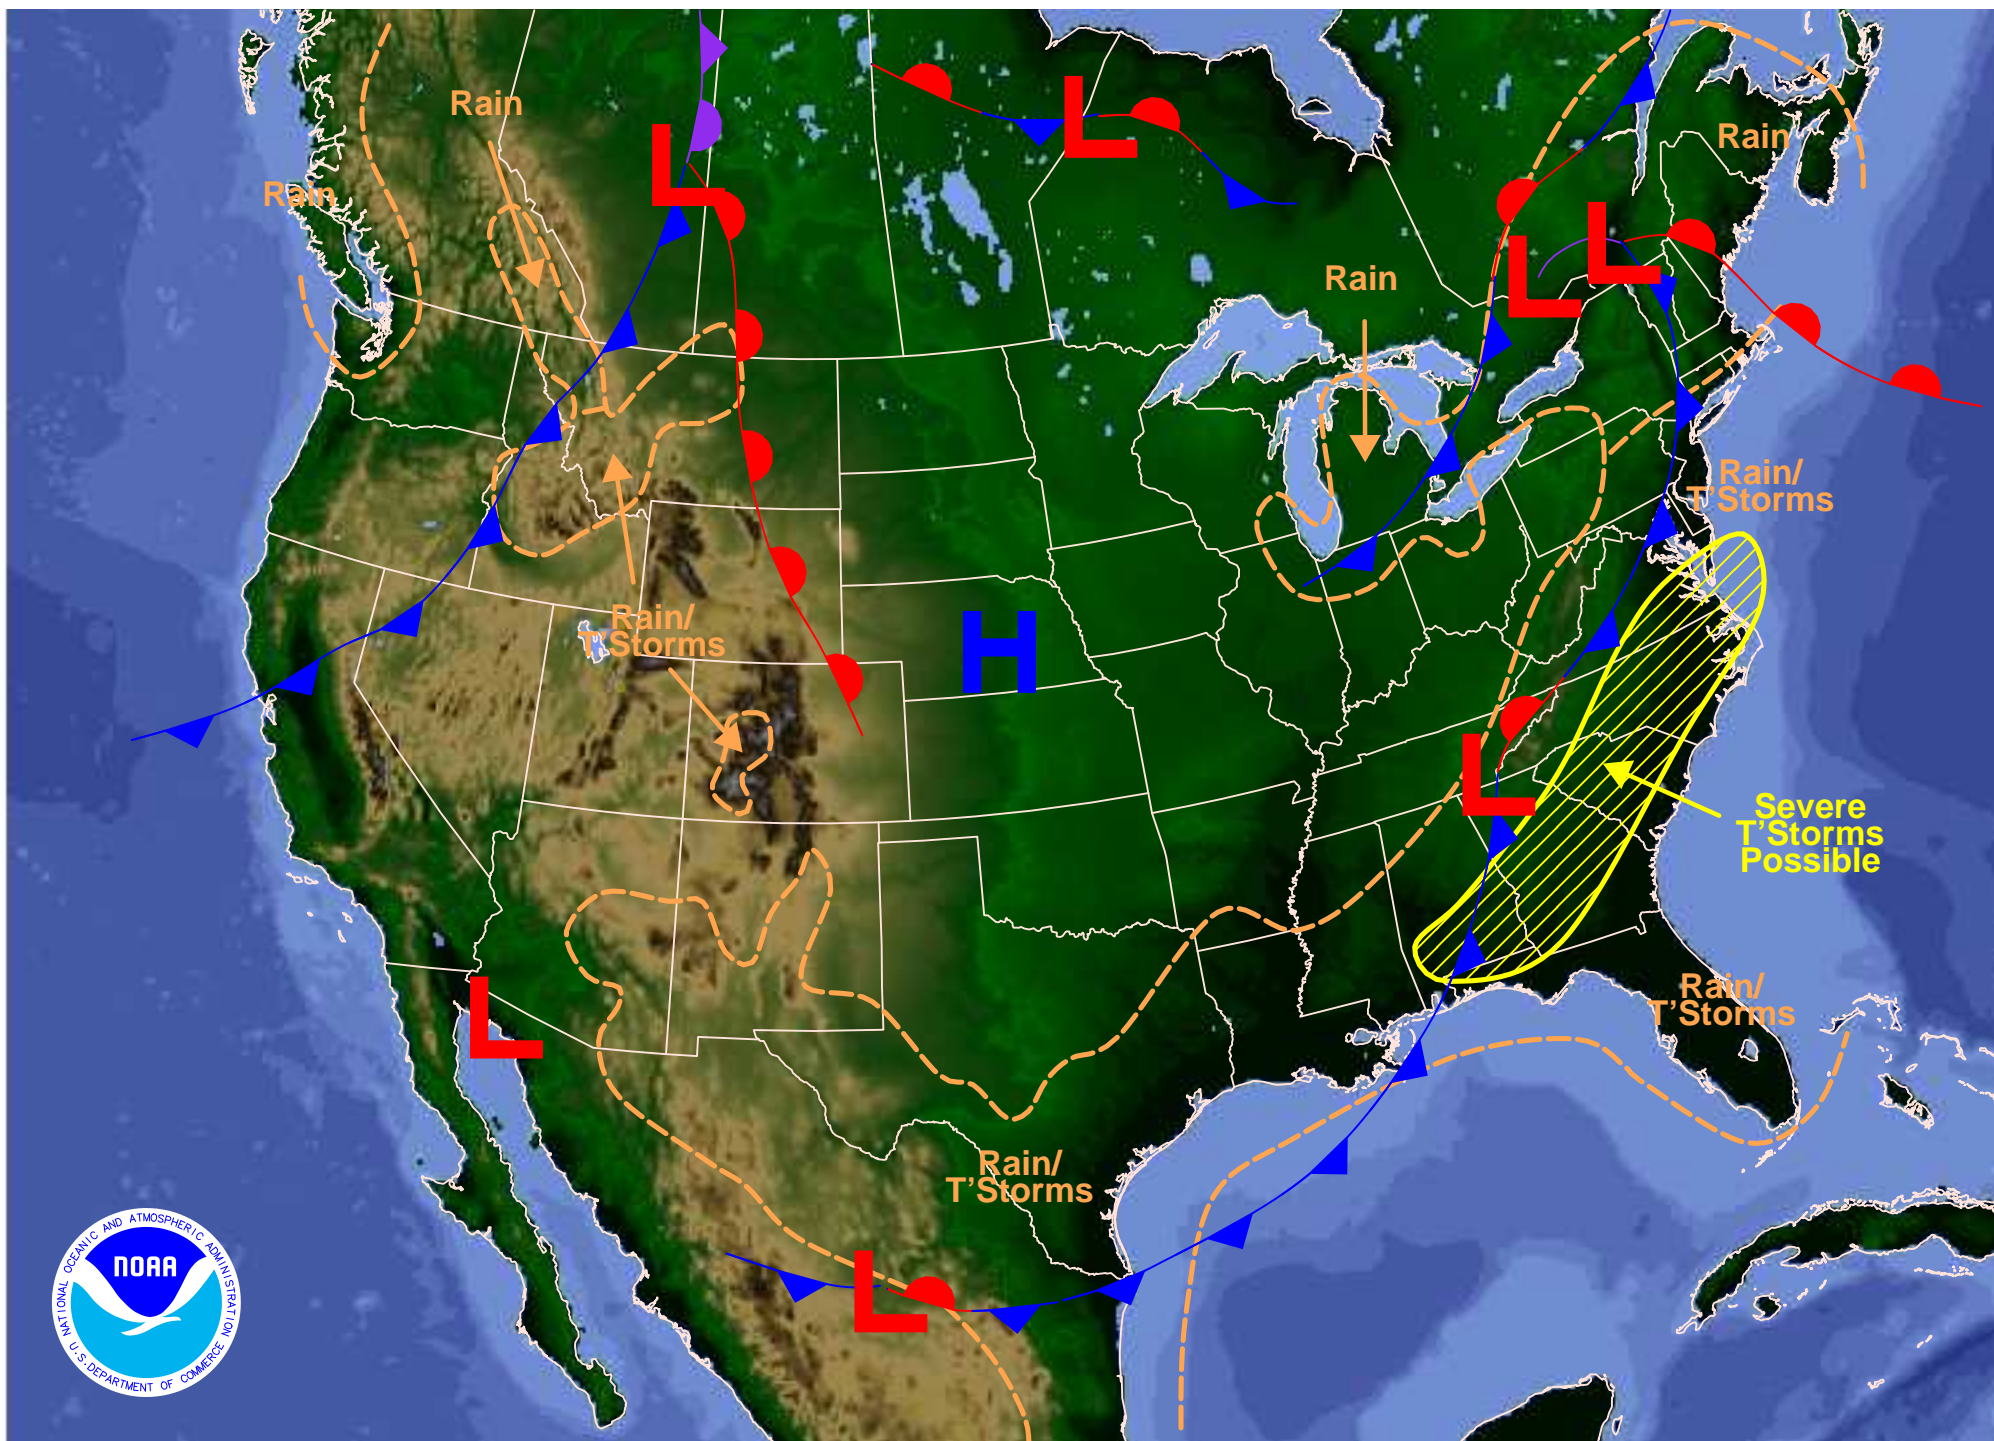 Rain
Rain
Rain
Rain
Rain/
T'Storms
Rain/
T'Storms
Severe
T'Storms
Possible
Rain/
T'Storms
Rain/
T'Storms
L
L
L
L
H
L
L
L
NOAA
NATIONAL OCEANIC AND ATMOSPHERIC ADMINISTRATION
U.S. DEPARTMENT OF COMMERCE